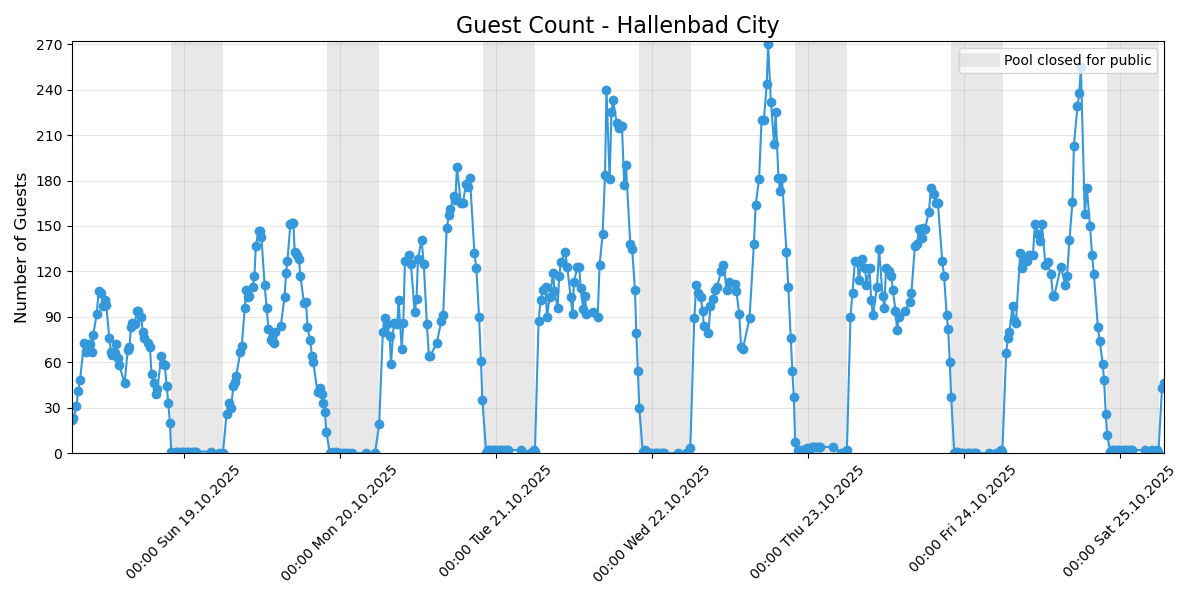 Guest Count - Hallenbad City
Pool closed for public
Number of Guests
270
240
210
180
150
120
90
60
30
0
00:00 Sun 19.10.2025
00:00 Mon 20.10.2025
00:00 Tue 21.10.2025
00:00 Wed 22.10.2025
00:00 Thu 23.10.2025
00:00 Fri 24.10.2025
00:00 Sat 25.10.2025